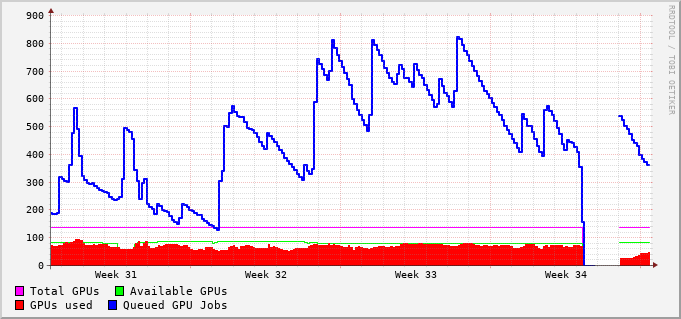 900
800
700
600
500
400
300
200
100
0
Week 31 Week 32 Week 33 Week 34
Total GPUs Available GPUs
GPUs used Queued GPU Jobs
RRDTOOL / TOBI OETIKER